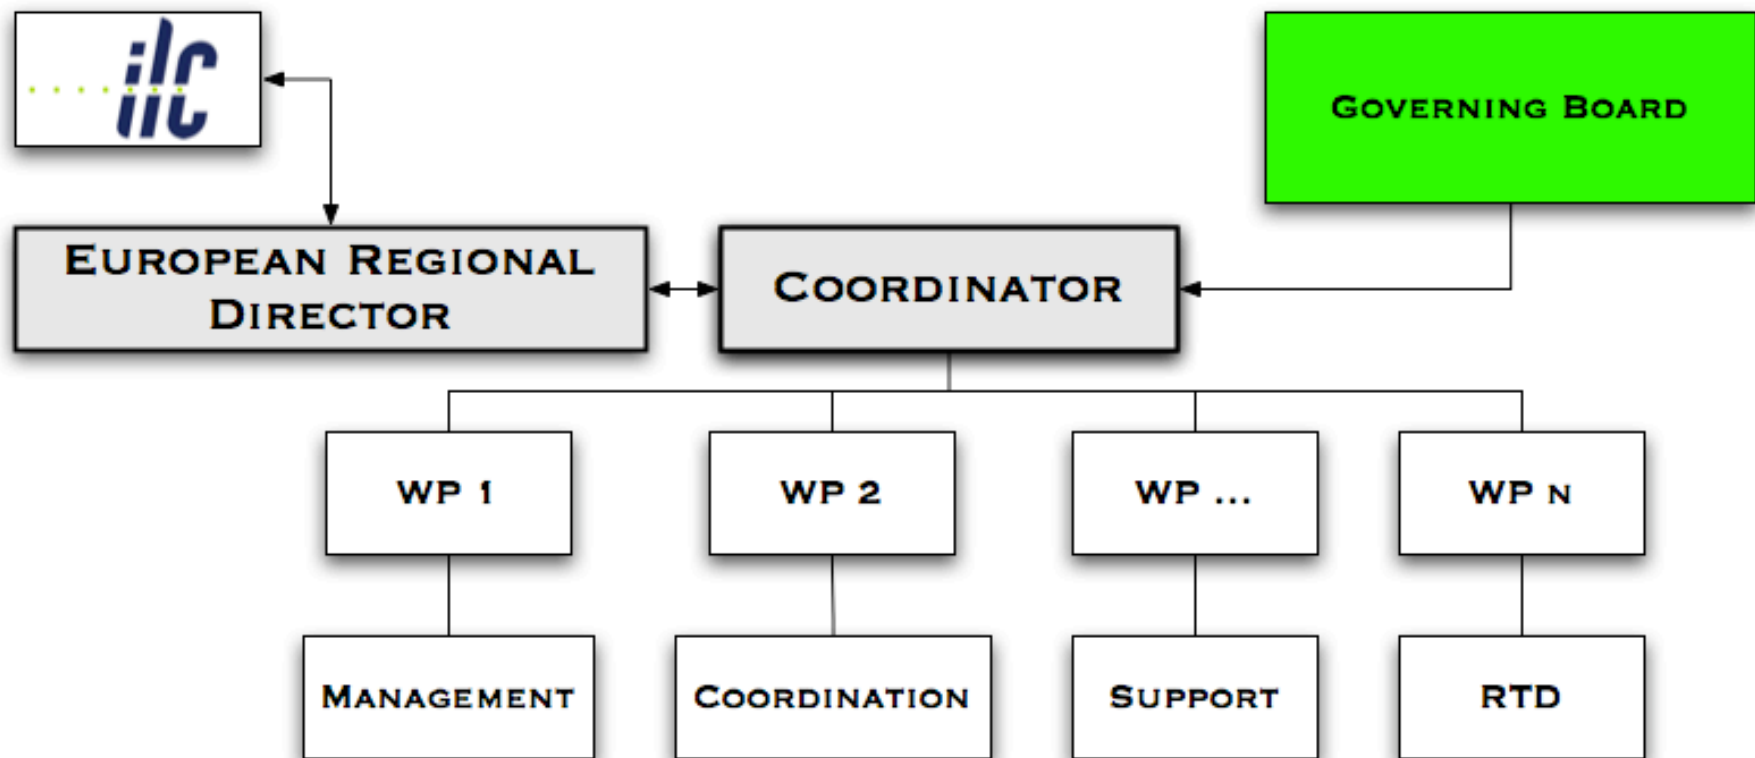 ilc
GOVERNING BOARD
EUROPEAN REGIONAL
DIRECTOR
COORDINATOR
WP 1
WP 2
WP ...
WP N
MANAGEMENT
COORDINATION
SUPPORT
RTD